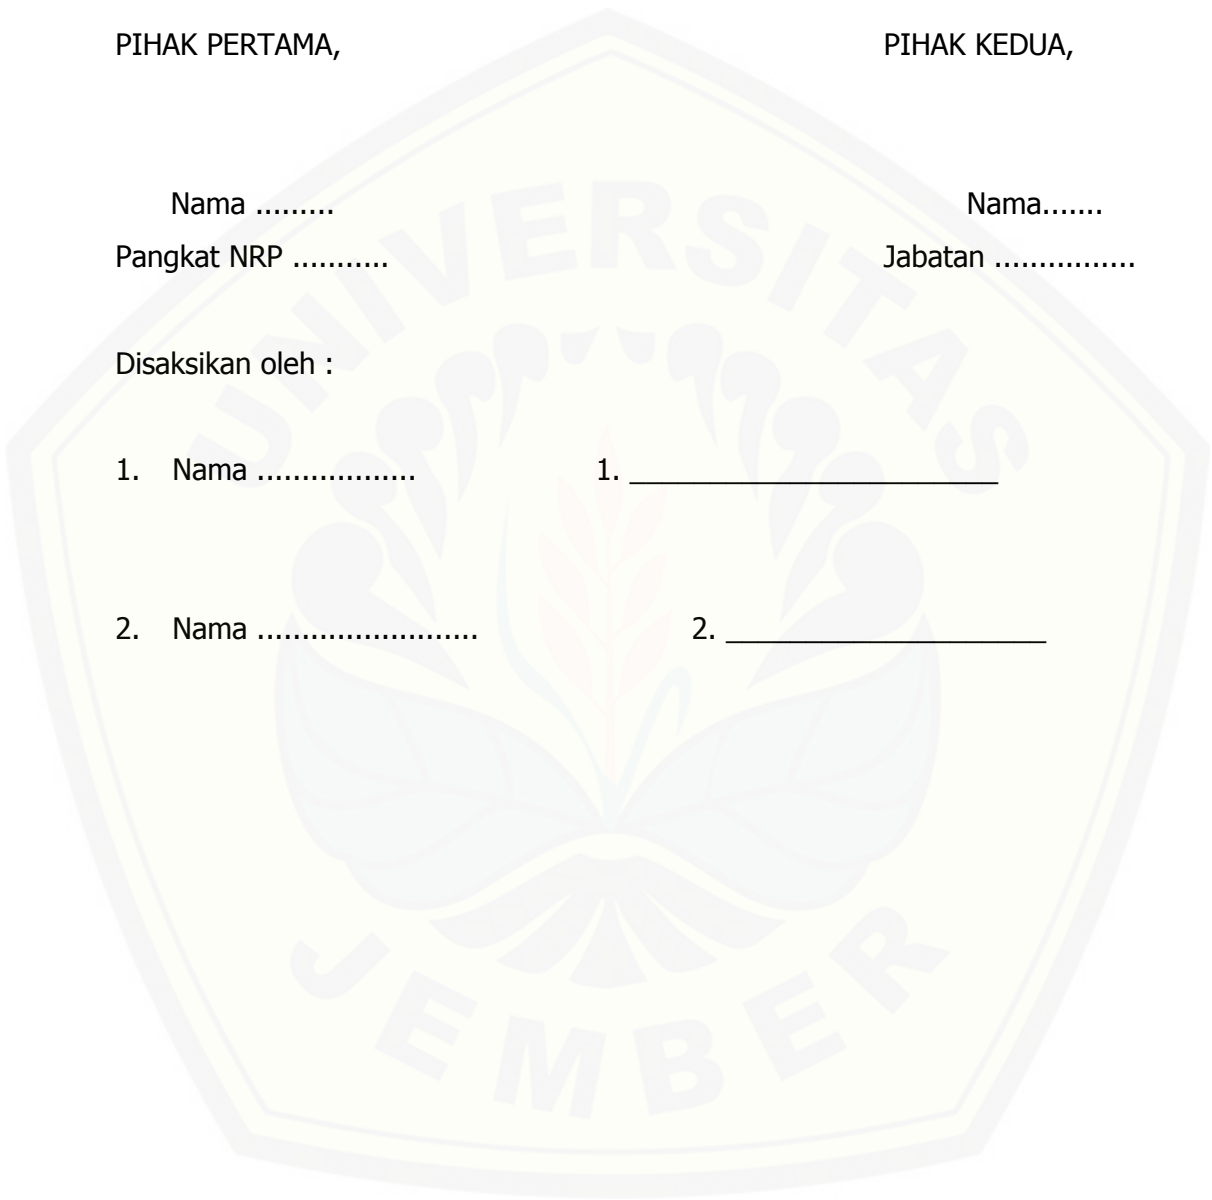 PIHAK PERTAMA, PIHAK KEDUA,
Nama ......... Nama.......
Pangkat NRP ........... Jabatan ................
Disaksikan oleh :
1. Nama .................. 1. _______________________
2. Nama ......................... 2. ____________________
UNIVERSITAS
JEMBER